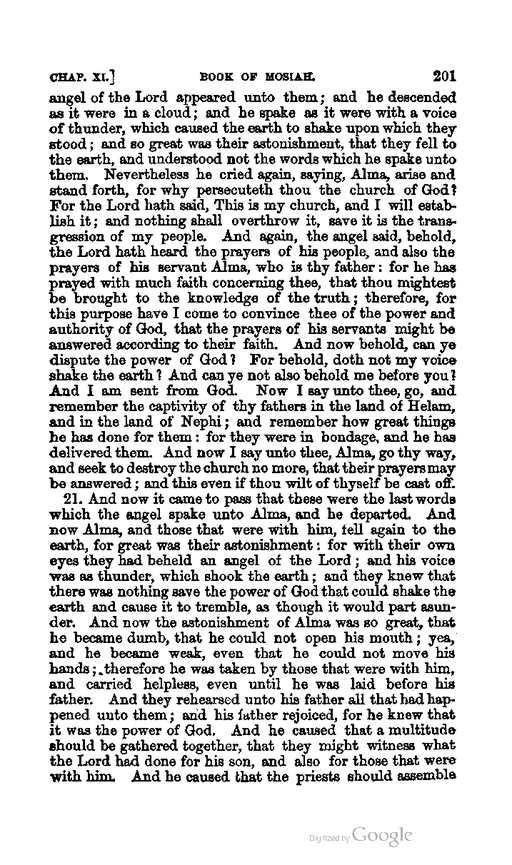 CHAP. XI.] BOOK OF MOSIAH. 201
angel of the Lord appeared unto them; and he descended
as it were in a cloud; and he spake as it were with a voice
of thunder, which caused the earth to shake upon which they
stood; and so great was their astonishment, that they fell to
the earth, and understood not the words which he spake unto
them. Nevertheless he cried again, saying, Alma, arise and
stand forth, for why persecuteth thou the church of God?
For the Lord hath said, This is my church, and I will estab-
lish it; and nothing shall overthrow it, save it is the trans-
gression of my people. And again, the angel said, behold,
the Lord hath heard the prayers of his people, and also the
prayers of his servant Alma, who is thy father: for he has
prayed with much faith concerning thee, that thou mightest
be brought to the knowledge of the truth; therefore, for
this purpose have I come to convince thee of the power and
authority of God, that the prayers of his servants might be
answered according to their faith. And now behold, can ye
dispute the power of God? For behold, doth not my voice
shake the earth? And can ye not also behold me before you?
And I am sent from God. Now I say unto thee, go, and
remember the captivity of thy fathers in the land of Helam,
and in the land of Nephi; and remember how great things
he has done for them: for they were in bondage, and he has
delivered them. And now I say unto thee, Alma, go thy way,
and seek to destroy the church no more, that their prayers may
be answered; and this even if thou wilt of thyself be cast off.
21. And now it came to pass that these were the last words
which the angel spake unto Alma, and he departed. And
now Alma, and those that were with him, fell again to the
earth, for great was their astonishment: for with their own
eyes they had beheld an angel of the Lord; and his voice
was as thunder, which shook the earth; and they knew that
there was nothing save the power of God that could shake the
earth and cause it to tremble, as though it would part asun-
der. And now the astonishment of Alma was so great, that
he became dumb, that he could not open his mouth; yea,
and he became weak, even that he could not move his
hands; therefore he was taken by those that were with him,
and carried helpless, even until he was laid before his
father. And they rehearsed unto his father all that had hap-
pened unto them; and his father rejoiced, for he knew that
it was the power of God. And he caused that a multitude
should be gathered together, that they might witness what
the Lord had done for his son, and also for those that were
with him. And he caused that the priests should assemble
Digitized by Google